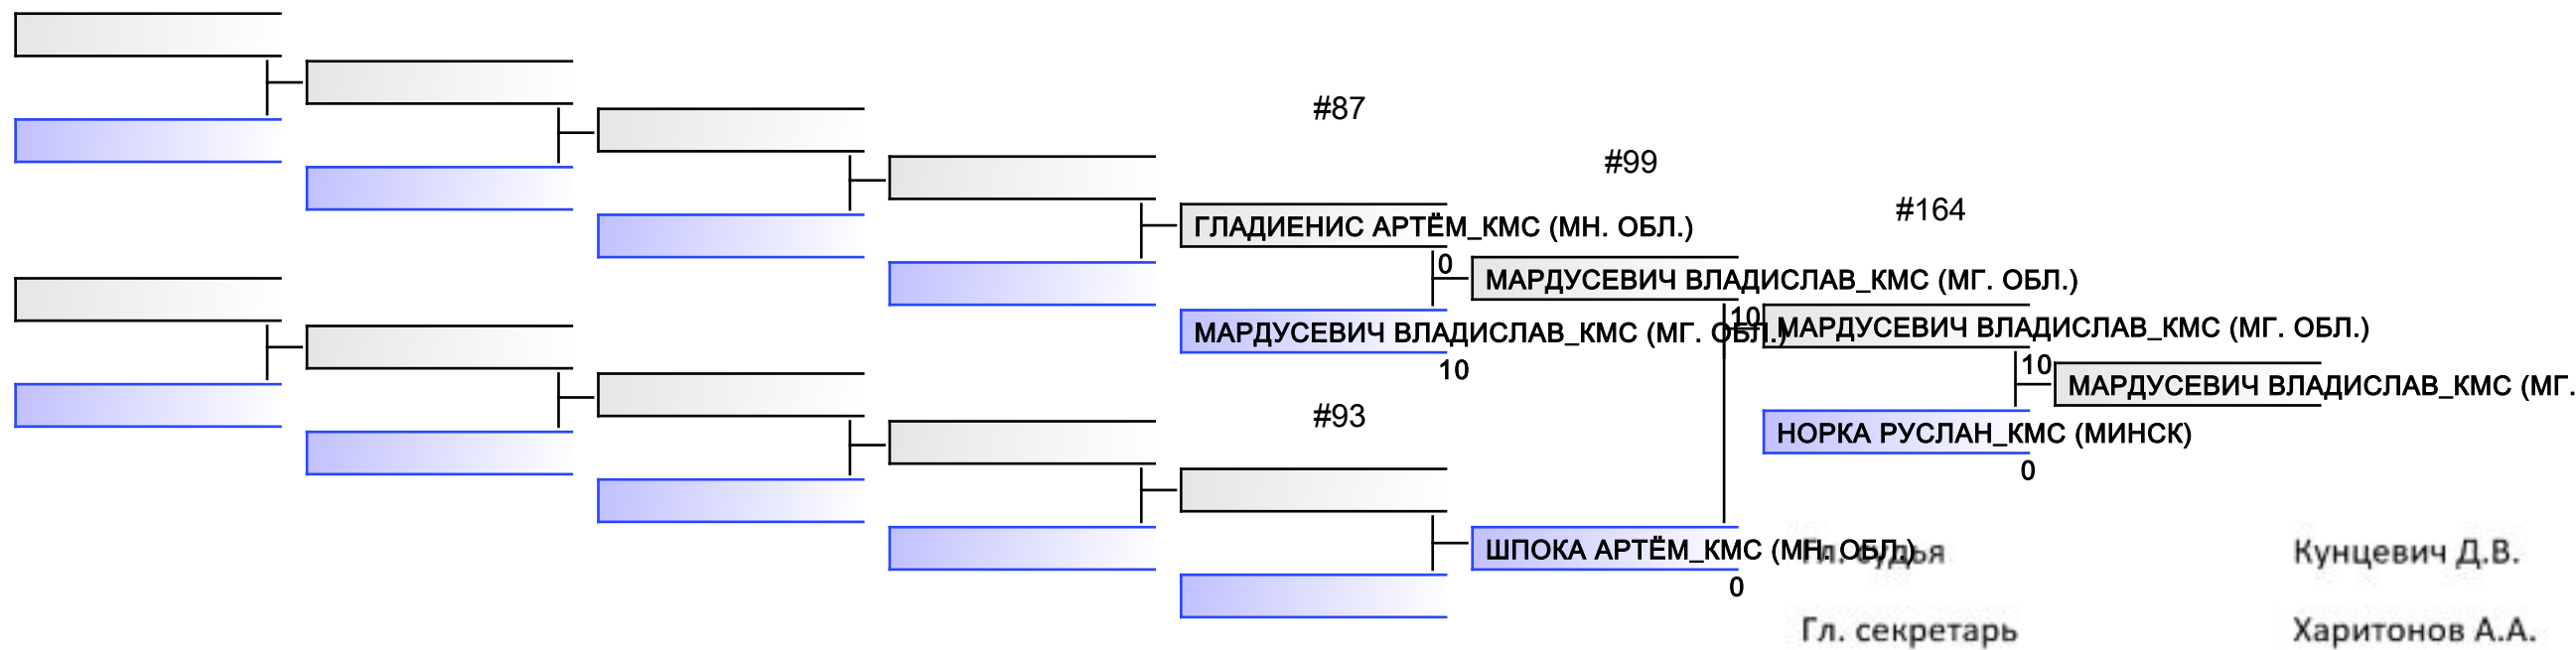 #87
#99
#164
ГЛАДИЕНИС АРТЁМ_КМС (МН. ОБЛ.)
0
МАРДУСЕВИЧ ВЛАДИСЛАВ_КМС (МГ. ОБЛ.)
МАРДУСЕВИЧ ВЛАДИСЛАВ_КМС (МГ. ОБЛ.)
10
10
МАРДУСЕВИЧ ВЛАДИСЛАВ_КМС (МГ. ОБЛ.)
10
МАРДУСЕВИЧ ВЛАДИСЛАВ_КМС (МГ.
#93
НОРКА РУСЛАН_КМС (МИНСК)
0
ШПОКА АРТЁМ_КМС (МН. ОБЛ.)
0
Гл. судья Кунцевич Д.В.
Гл. секретарь Харитонов А.А.